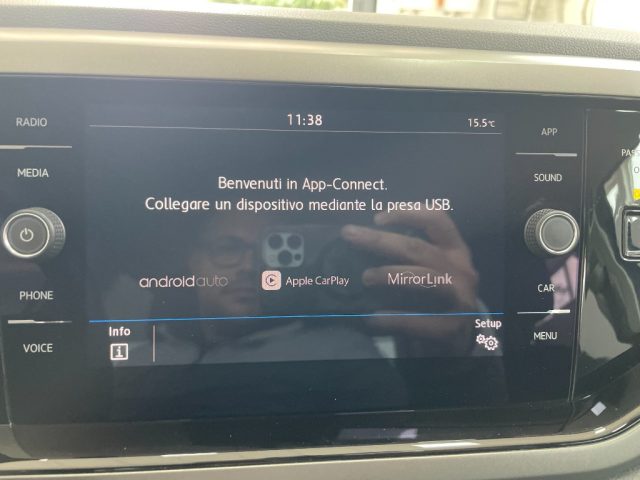 RADIO
MEDIA
PHONE
VOICE
11:38
15.5°C
Benvenuti in App-Connect.
Collegare un dispositivo mediante la presa USB.
androidauto
Apple CarPlay
MirrorLink
Info
Setup
APP
SOUND
CAR
MENU